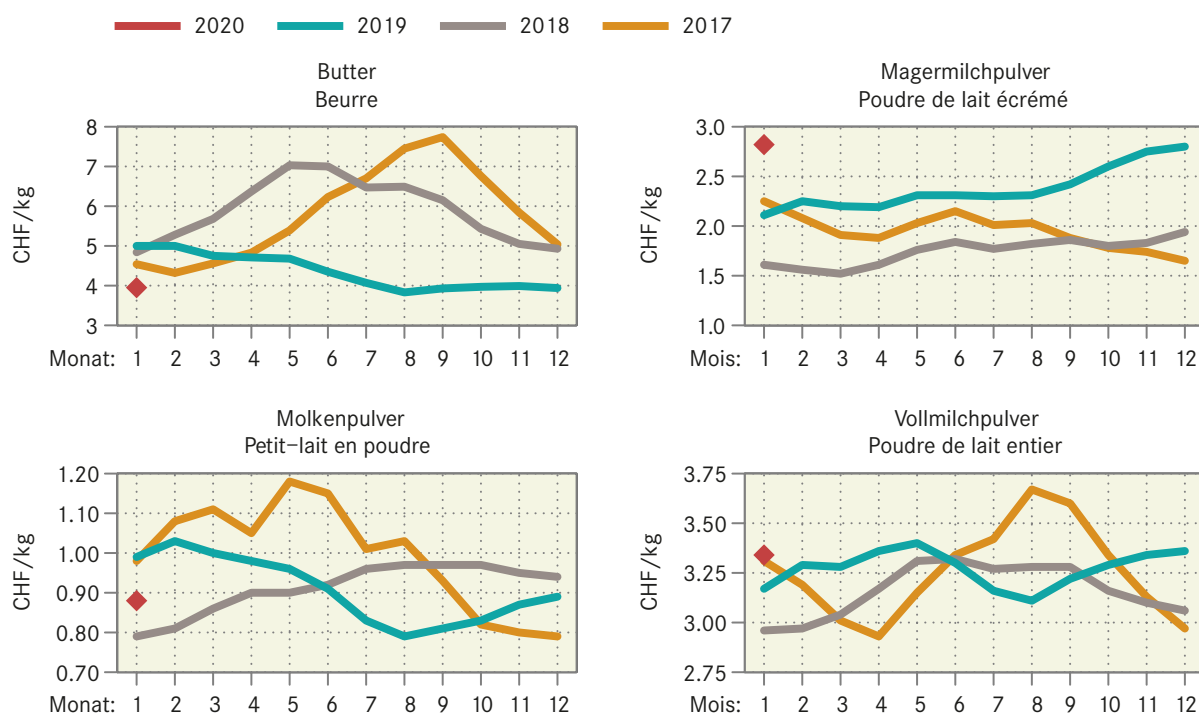 2020 2019 2018 2017
Butter
Beurre
CHF/kg
8
7
6
5
4
3
Monat: 1 2 3 4 5 6 7 8 9 10 11 12
Magermilchpulver
Poudre de lait écrémé
CHF/kg
3.0
2.5
2.0
1.5
1.0
Mois: 1 2 3 4 5 6 7 8 9 10 11 12
Molkenpulver
Petit-lait en poudre
CHF/kg
1.20
1.10
1.00
0.90
0.80
0.70
Monat: 1 2 3 4 5 6 7 8 9 10 11 12
Vollmilchpulver
Poudre de lait entier
CHF/kg
3.75
3.50
3.25
3.00
2.75
Mois: 1 2 3 4 5 6 7 8 9 10 11 12